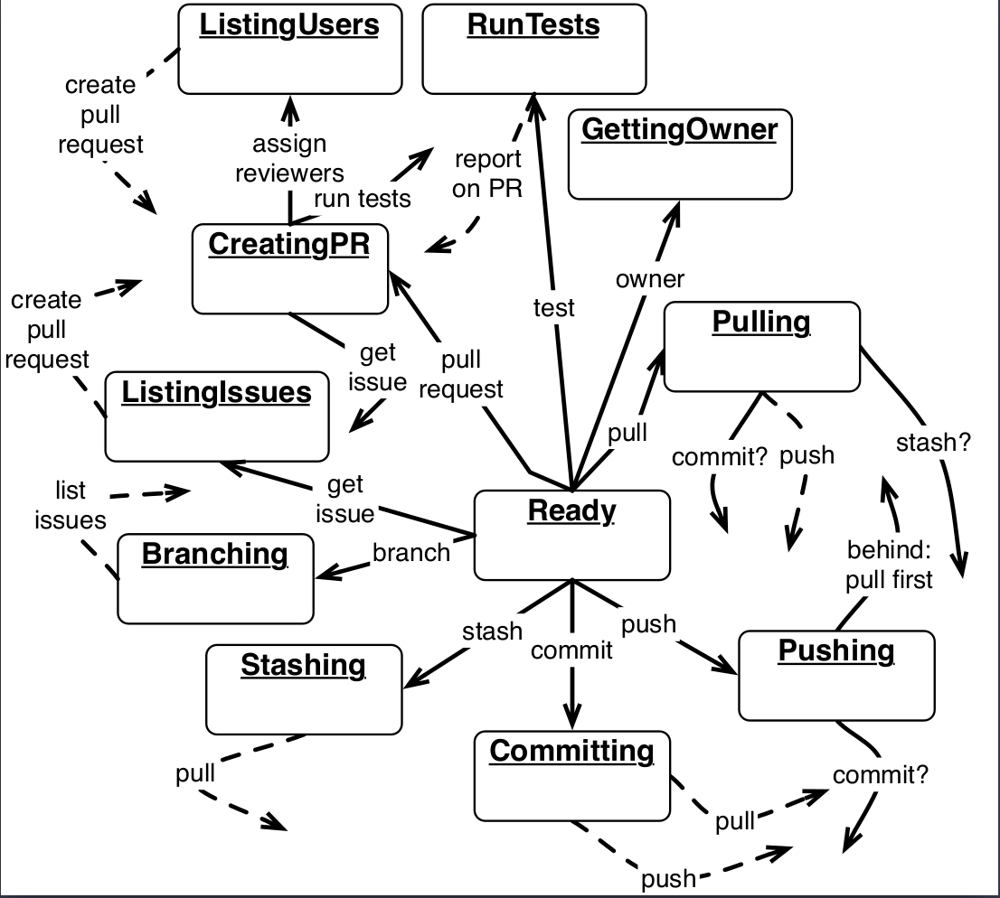 ListingUsers
RunTests
create
pull
request
GettingOwner
assign
reviewers
report
on PR
run tests
CreatingPR
owner
create
pull
request
test
Pulling
get
issue
pull
request
ListingIssues
pull
commit?
push
stash?
list
issues
get
issue
Ready
Branching
branch
behind:
pull first
stash
commit
push
Stashing
Pushing
Committing
pull
commit?
pull
push